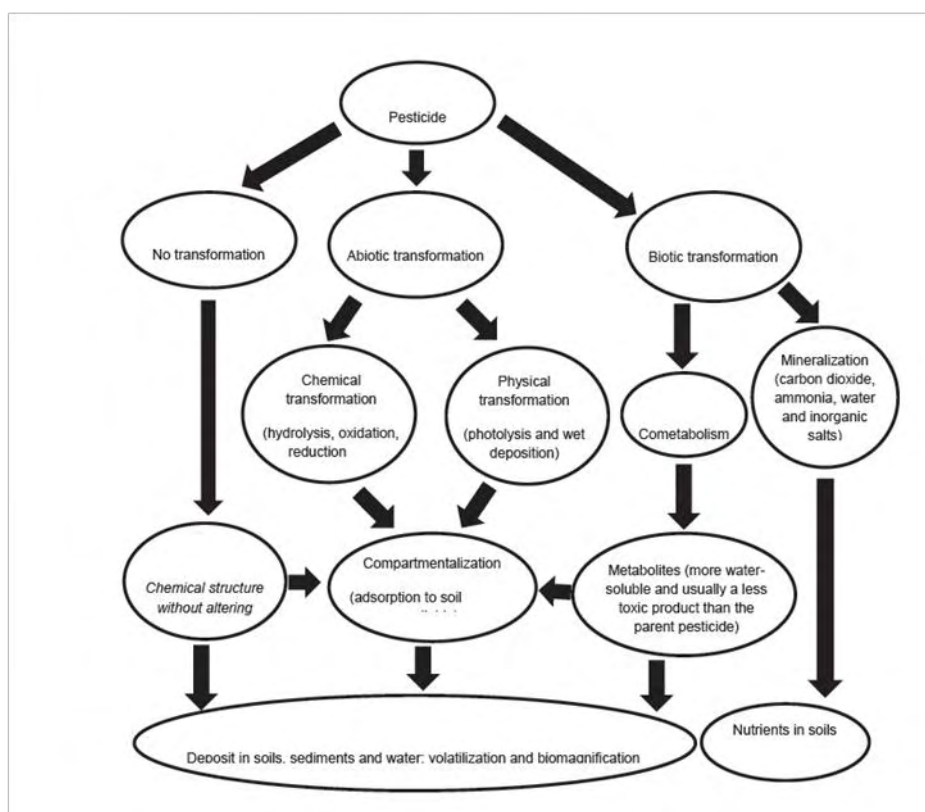 Pesticide
No transformation
Abiotic transformation
Biotic transformation
Chemical
transformation
(hydrolysis, oxidation,
reduction
Physical
transformation
(photolysis and wet
deposition)
Cometabolism
Mineralization
(carbon dioxide,
ammonia, water
and inorganic
salts)
Chemical structure
without altering
Compartmentalization
(adsorption to soil
Metabolites (more water-
soluble and usually a less
toxic product than the
parent pesticide)
Deposit in soils. sediments and water: volatilization and biomagnification
Nutrients in soils